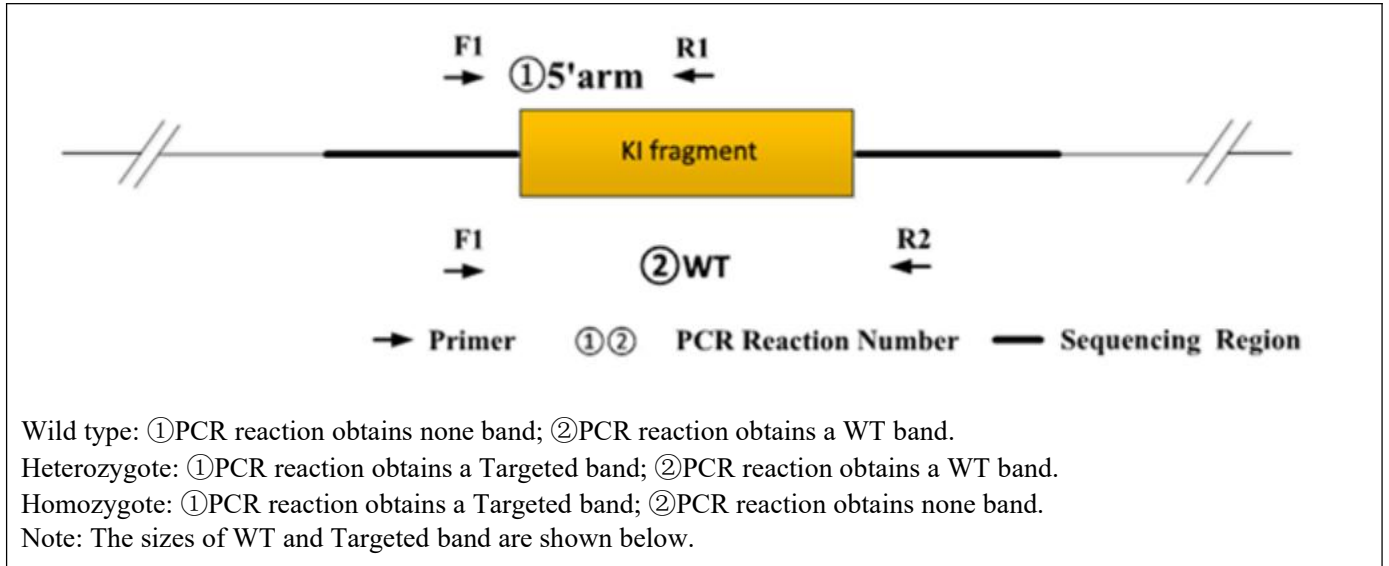 F1 R1
①5'arm
KI fragment
F1 R2
②WT
Primer ①② PCR Reaction Number Sequencing Region
Wild type: ①PCR reaction obtains none band; ②PCR reaction obtains a WT band.
Heterozygote: ①PCR reaction obtains a Targeted band; ②PCR reaction obtains a WT band.
Homozygote: ①PCR reaction obtains a Targeted band; ②PCR reaction obtains none band.
Note: The sizes of WT and Targeted band are shown below.